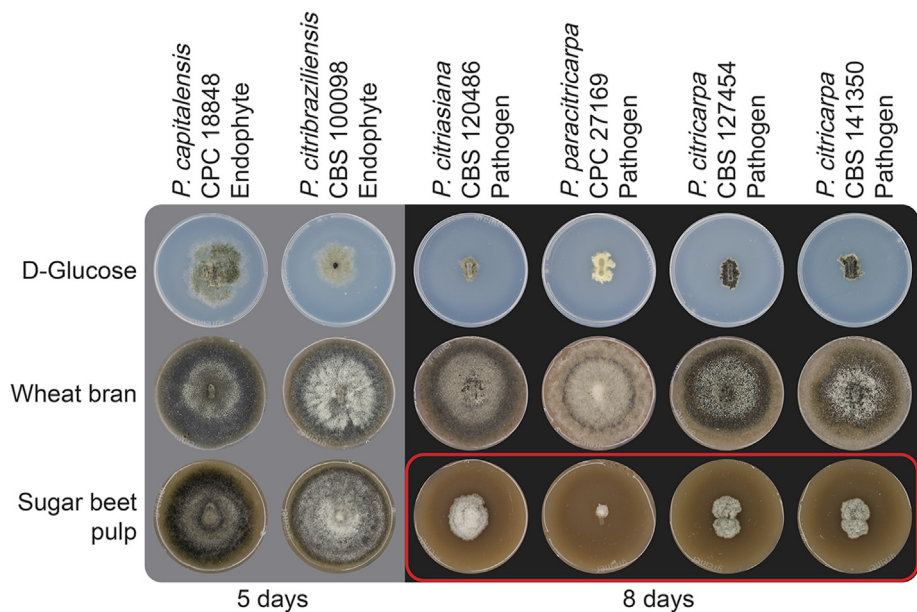 P. capitalensis
CPC 18848
Endophyte
P. citribraziliensis
CBS 100098
Endophyte
P. citriasiana
CBS 120486
Pathogen
P. paracitricarpa
CPC 27169
Pathogen
P. citricarpa
CBS 127454
Pathogen
P. citricarpa
CBS 141350
Pathogen
D-Glucose
Wheat bran
Sugar beet
pulp
5 days
8 days